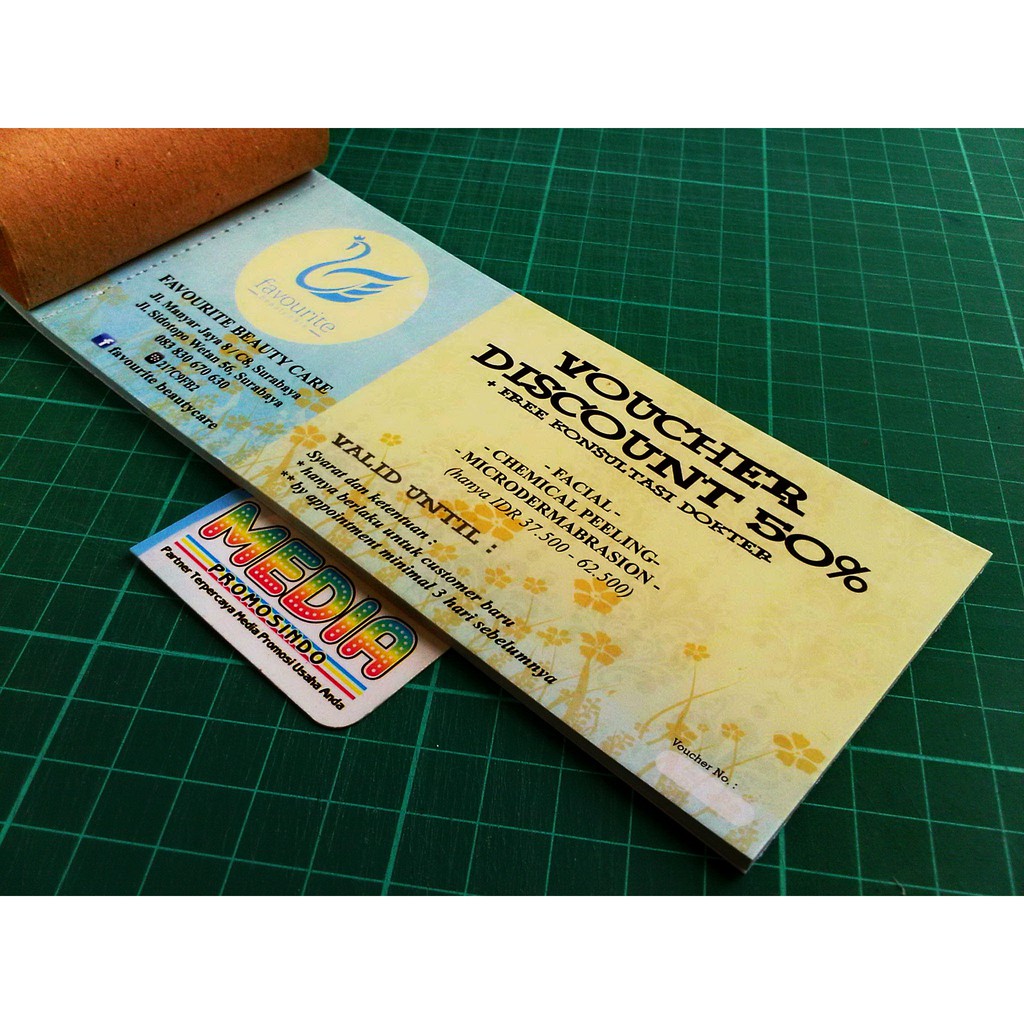 favourite
FAVOURITE BEAUTY CARE
JL. Manyar Jaya 8/C8, Surabaya
JL. Sidotopo Wetan 56, Surabaya
083 830 670 630
217C9FB2
favourite beautycare
VOUCHER
DISCOUNT 50%
+ FREE KONSULTASI DOKTER
- FACIAL -
- CHEMICAL PEELING-
-MICRODERMABRASION-
(hanya IDR 37.500 - 62.500)
VALID UNTIL :
Syarat dan ketentuan :
* hanya berlaku untuk customer baru
** by appointment minimal 3 hari sebelumnya
Voucher No. :
MEDIA
PROMOSINDO
Partner Terpercaya Media Promosi Usaha Anda